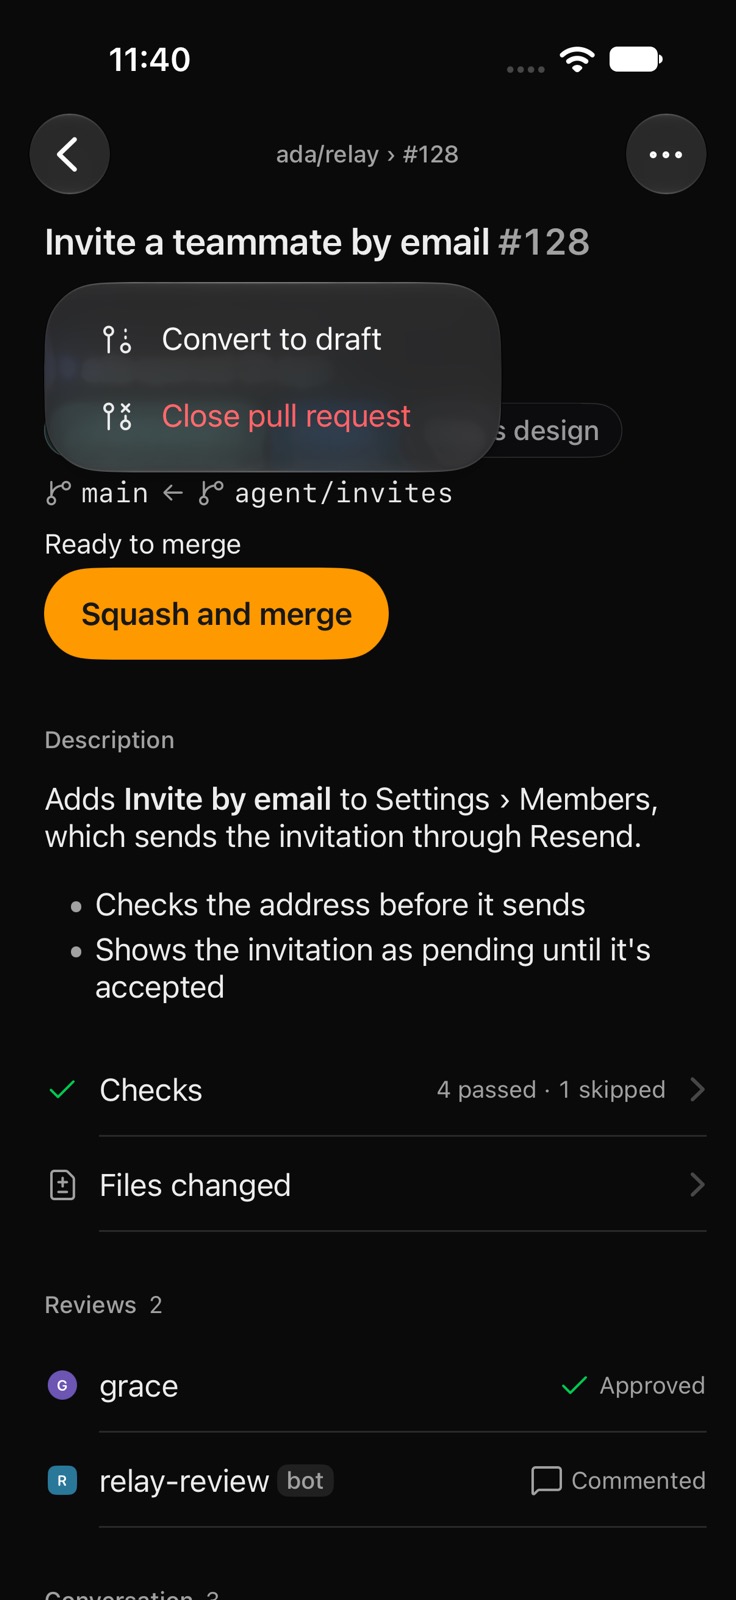 11:40
ada/relay › #128
Invite a teammate by email #128
Convert to draft
Close pull request
design
main ← agent/invites
Ready to merge
Squash and merge
Description
Adds Invite by email to Settings › Members,
which sends the invitation through Resend.
Checks the address before it sends
Shows the invitation as pending until it's
accepted
Checks 4 passed · 1 skipped
Files changed
Reviews 2
G grace Approved
R relay-review bot Commented
Conversation 3